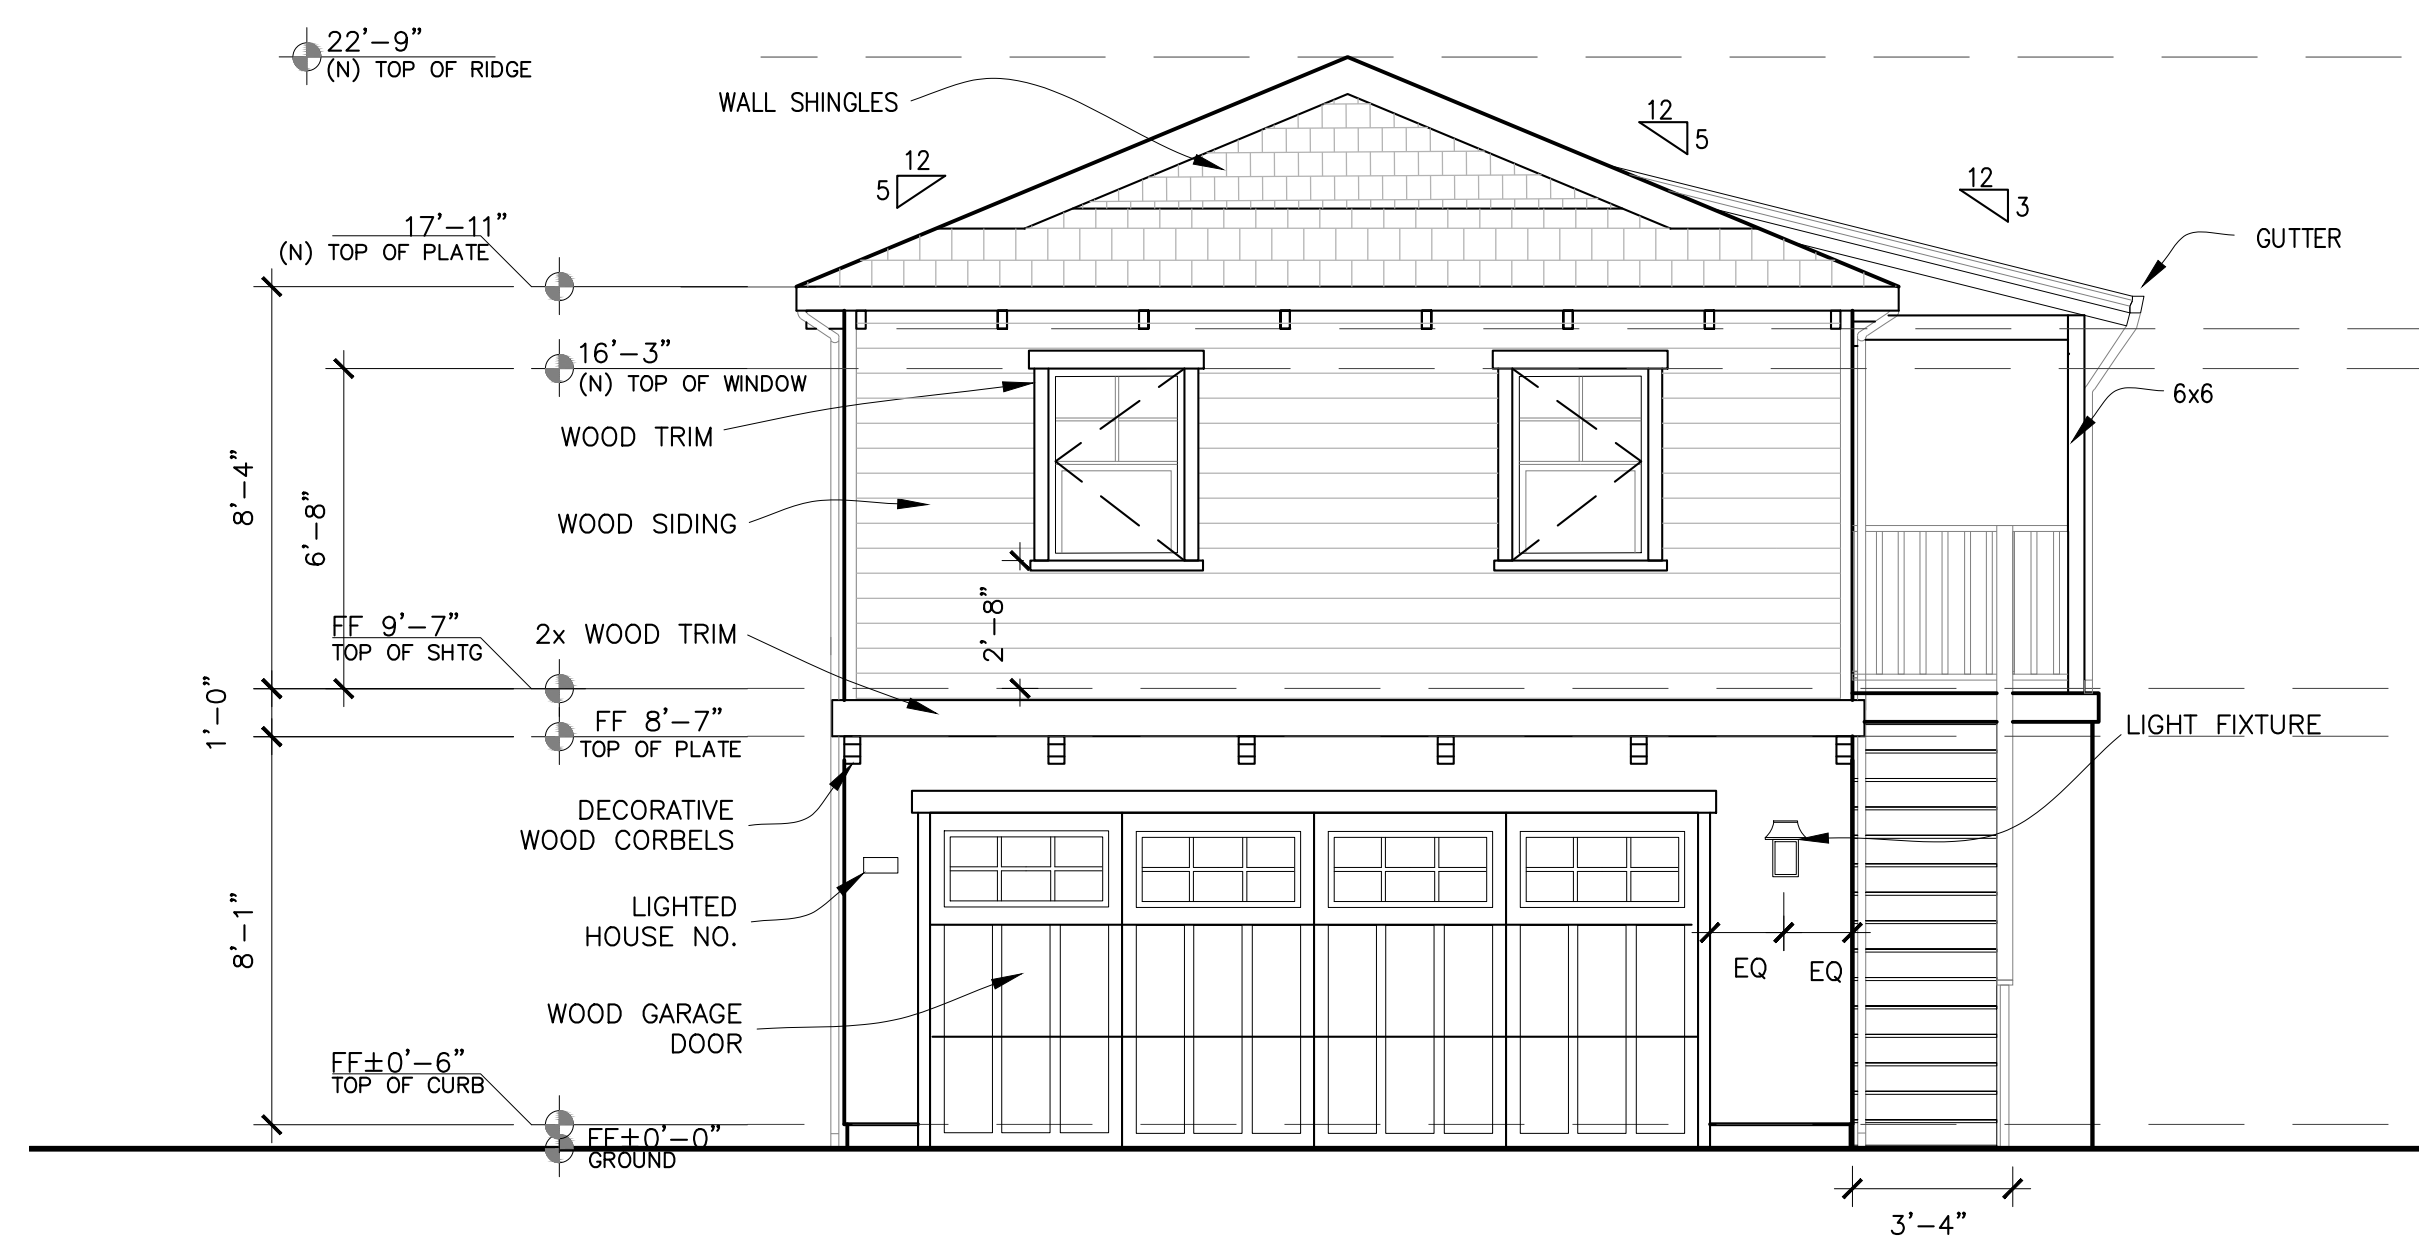 22'-9"
(N) TOP OF RIDGE
WALL SHINGLES
12
5
12
5
12
3
17'-11"
(N) TOP OF PLATE
GUTTER
16'-3"
(N) TOP OF WINDOW
6x6
WOOD TRIM
8'-4"
6'-8"
WOOD SIDING
2'-8"
FF 9'-7"
TOP OF SHTG
2x WOOD TRIM
1'-0"
FF 8'-7"
TOP OF PLATE
LIGHT FIXTURE
DECORATIVE
WOOD CORBELS
LIGHTED
HOUSE NO.
8'-1"
EQ
EQ
WOOD GARAGE
DOOR
FF±0'-6"
TOP OF CURB
FF±0'-0"
GROUND
3'-4"